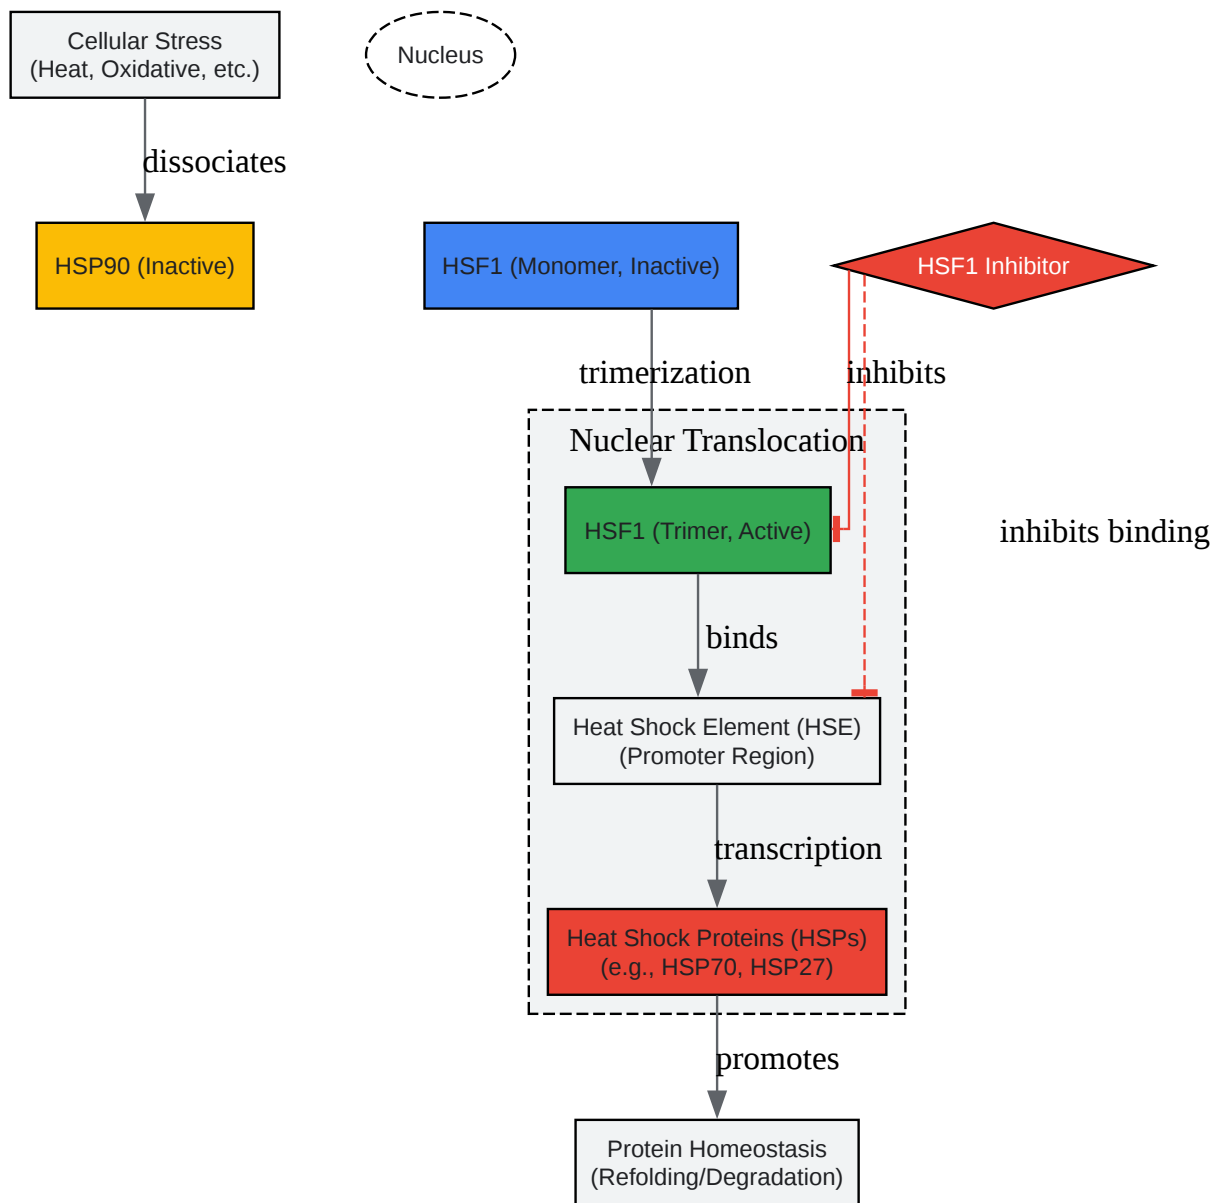 Cellular Stress
(Heat, Oxidative, etc.)
Nucleus
dissociates
HSP90 (Inactive)
HSF1 (Monomer, Inactive)
HSF1 Inhibitor
trimerization
inhibits
Nuclear Translocation
HSF1 (Trimer, Active)
inhibits binding
binds
Heat Shock Element (HSE)
(Promoter Region)
transcription
Heat Shock Proteins (HSPs)
(e.g., HSP70, HSP27)
promotes
Protein Homeostasis
(Refolding/Degradation)